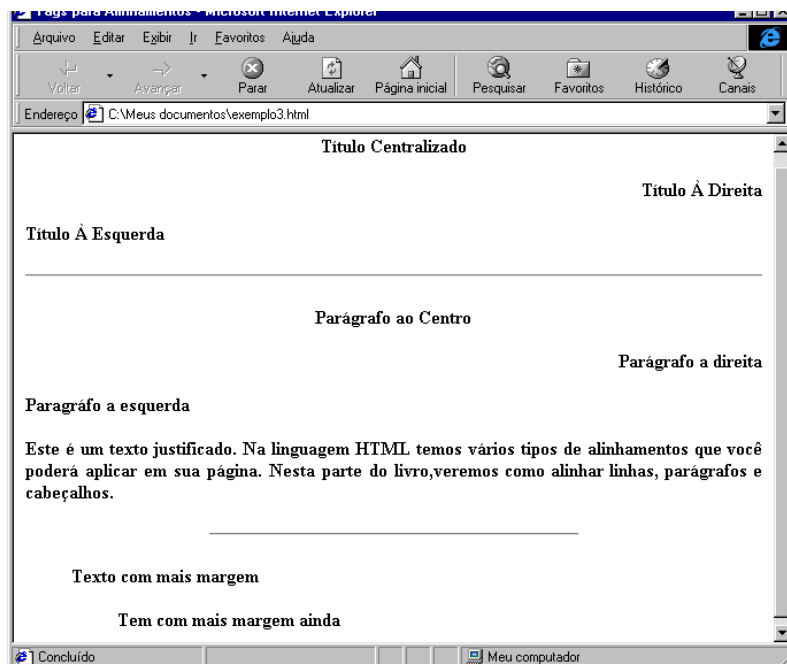 Tags para Alinhamentos - Microsoft Internet Explorer
Arquivo Editar Exibir Ir Favoritos Ajuda
Voltar Avançar Parar Atualizar Página inicial Pesquisar Favoritos Histórico Canais
Endereço C:\Meus documentos\exemplo3.html
Título Centralizado
Título À Direita
Título À Esquerda
Parágrafo ao Centro
Parágrafo a direita
Paragráfo a esquerda
Este é um texto justificado. Na linguagem HTML temos vários tipos de alinhamentos que você
poderá aplicar em sua página. Nesta parte do livro,veremos como alinhar linhas, parágrafos e
cabeçalhos.
Texto com mais margem
Tem com mais margem ainda
Concluído Meu computador